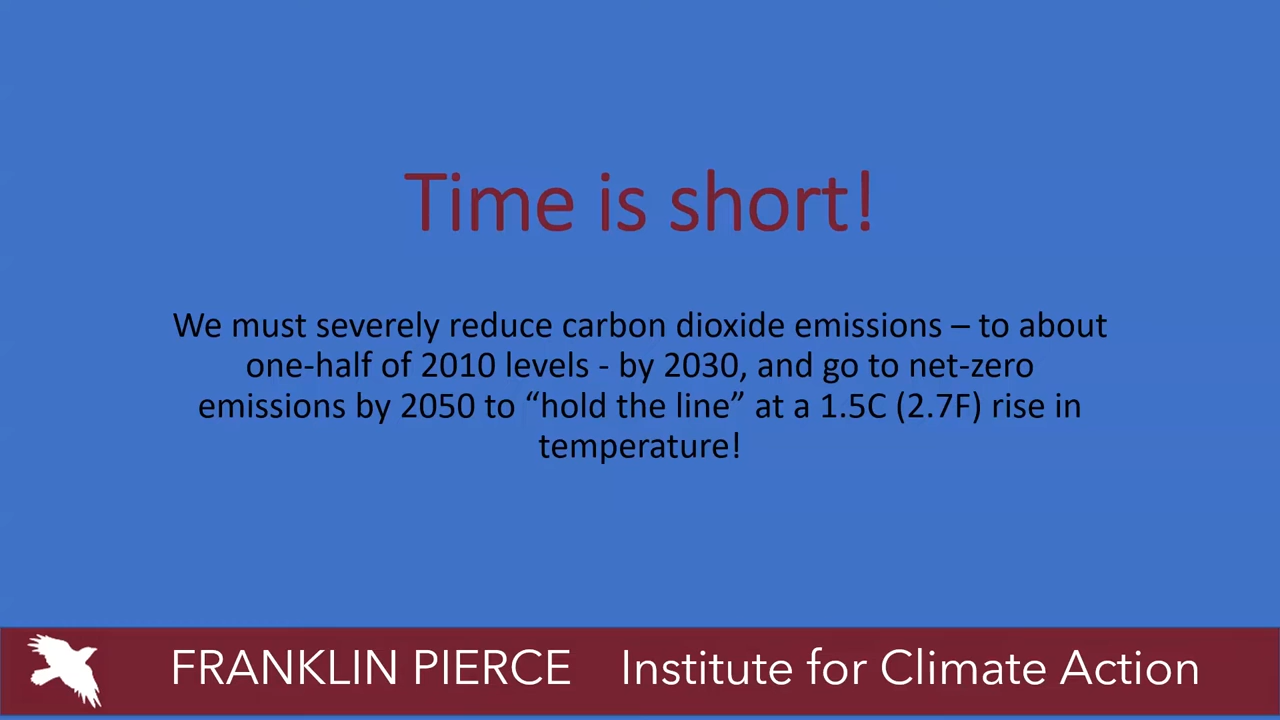 Time is short!
We must severely reduce carbon dioxide emissions – to about
one-half of 2010 levels - by 2030, and go to net-zero
emissions by 2050 to “hold the line” at a 1.5C (2.7F) rise in
temperature!
FRANKLIN PIERCE Institute for Climate Action